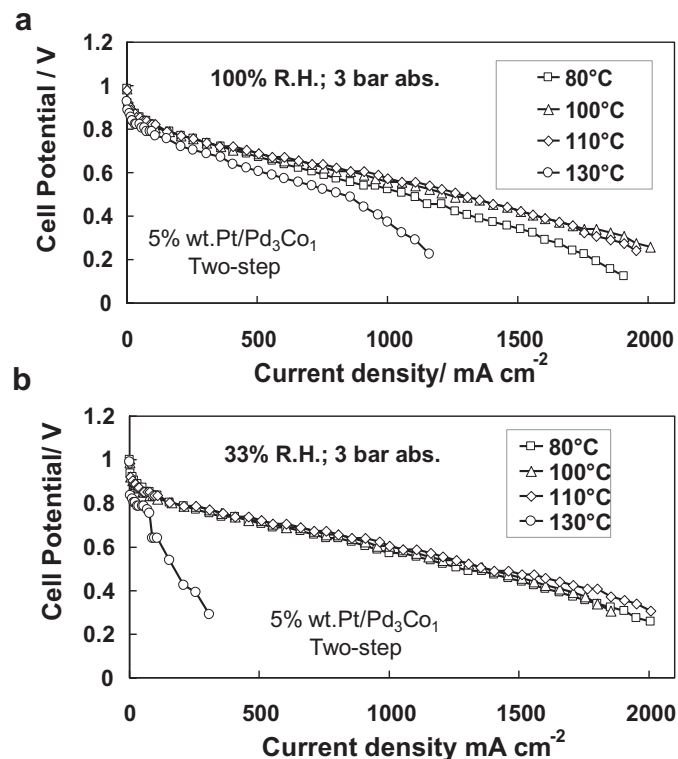 a
1.2
1
0.8
0.6
0.4
0.2
0
Cell Potential / V
100% R.H.; 3 bar abs.
80°C
100°C
110°C
130°C
5% wt.Pt/Pd₃Co₁
Two-step
0 500 1000 1500 2000
Current density/ mA cm⁻²
b
1.2
1
0.8
0.6
0.4
0.2
0
Cell Potential/ V
33% R.H.; 3 bar abs.
80°C
100°C
110°C
130°C
5% wt.Pt/Pd₃Co₁
Two-step
0 500 1000 1500 2000
Current density mA cm⁻²